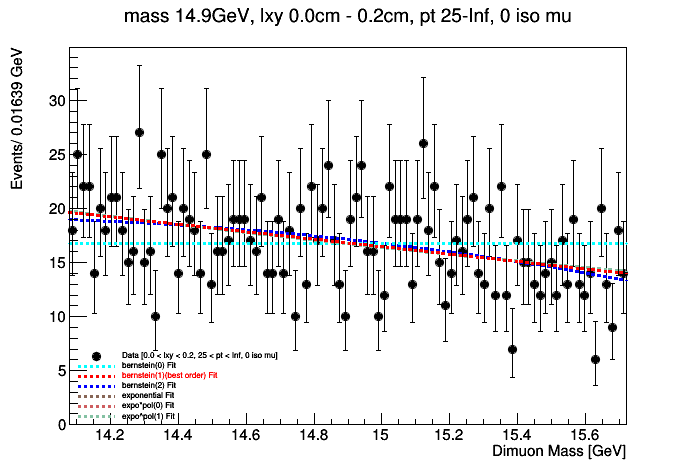 mass 14.9GeV, lxy 0.0cm - 0.2cm, pt 25-Inf, 0 iso mu
Events/ 0.01639 GeV
30
25
20
15
10
5
0
Data [0.0 < lxy < 0.2, 25 < pt < Inf, 0 iso mu]
bernstein(0) Fit
bernstein(1){best order} Fit
bernstein(2) Fit
exponential Fit
expo*pol(0) Fit
expo*pol(1) Fit
14.2 14.4 14.6 14.8 15 15.2 15.4 15.6
Dimuon Mass [GeV]